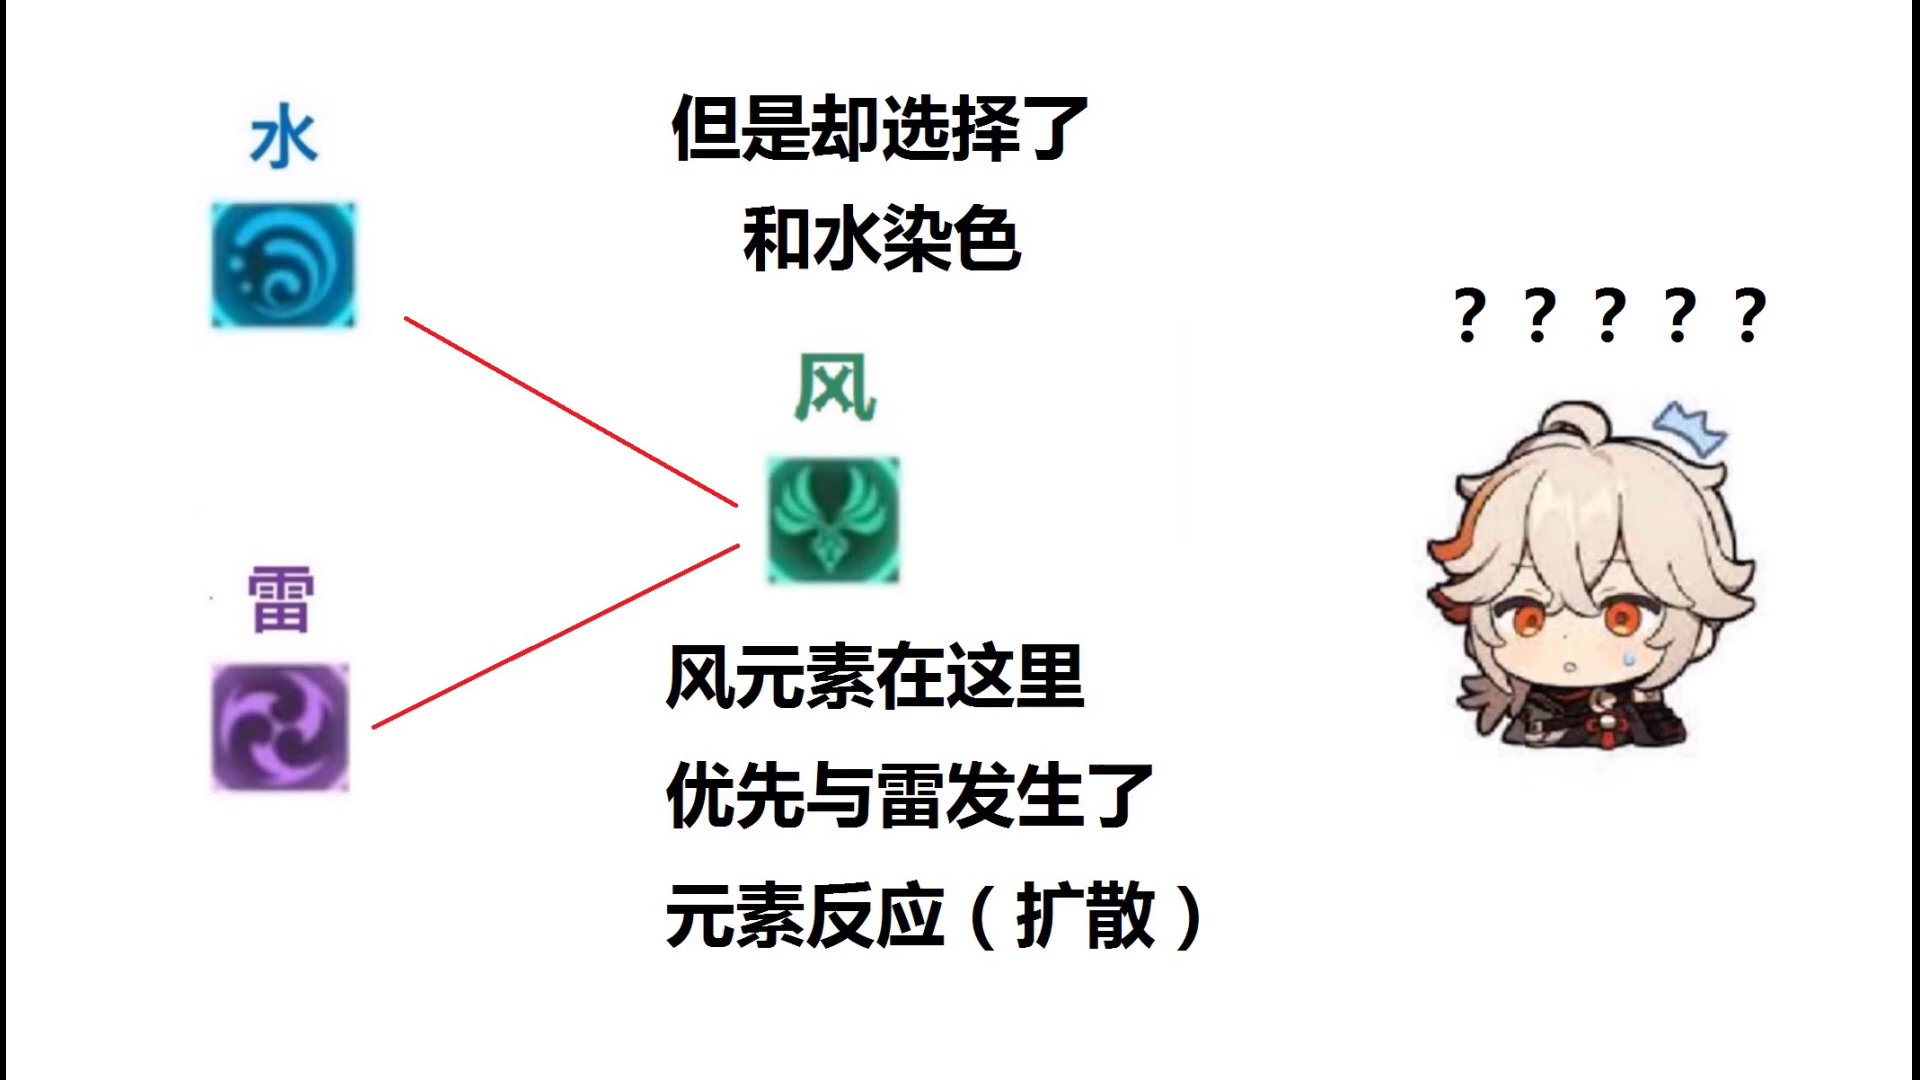 水
但是却选择了
和水染色
？？？？？
风
雷
风元素在这里
优先与雷发生了
元素反应（扩散）